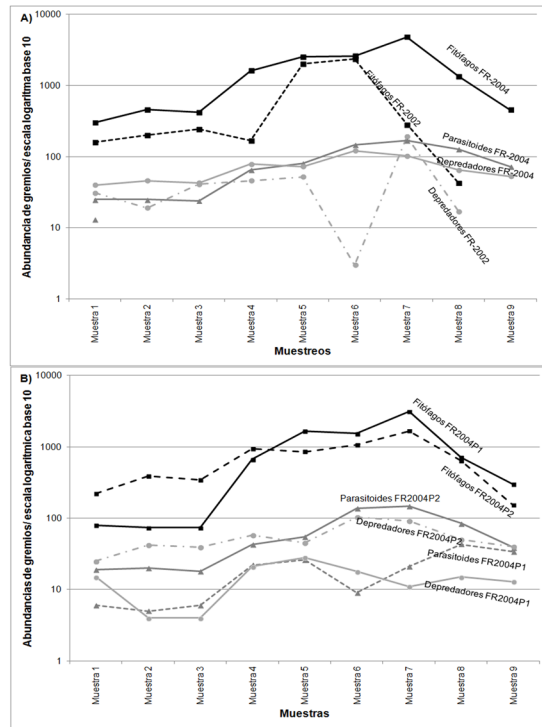 A)
Abundancia de gremios/ escala logarítma base 10
10000
1000
100
10
1
Fitófagos FR-2004
Fitófagos FR-2002
Parasitoides FR-2004
Depredadores FR-2004
Depredadores FR-2002
Muestra 1
Muestra 2
Muestra 3
Muestra 4
Muestra 5
Muestra 6
Muestra 7
Muestra 8
Muestra 9
Muestreos
B)
Abundancias de gremios/ escala logarítmica base 10
10000
1000
100
10
1
Fitófagos FR2004P1
Fitófagos FR2004P2
Parasitoides FR2004P2
Depredadores FR2004P2
Parasitoides FR2004P1
Depredadores FR2004P1
Muestra 1
Muestra 2
Muestra 3
Muestra 4
Muestra 5
Muestra 6
Muestra 7
Muestra 8
Muestra 9
Muestras